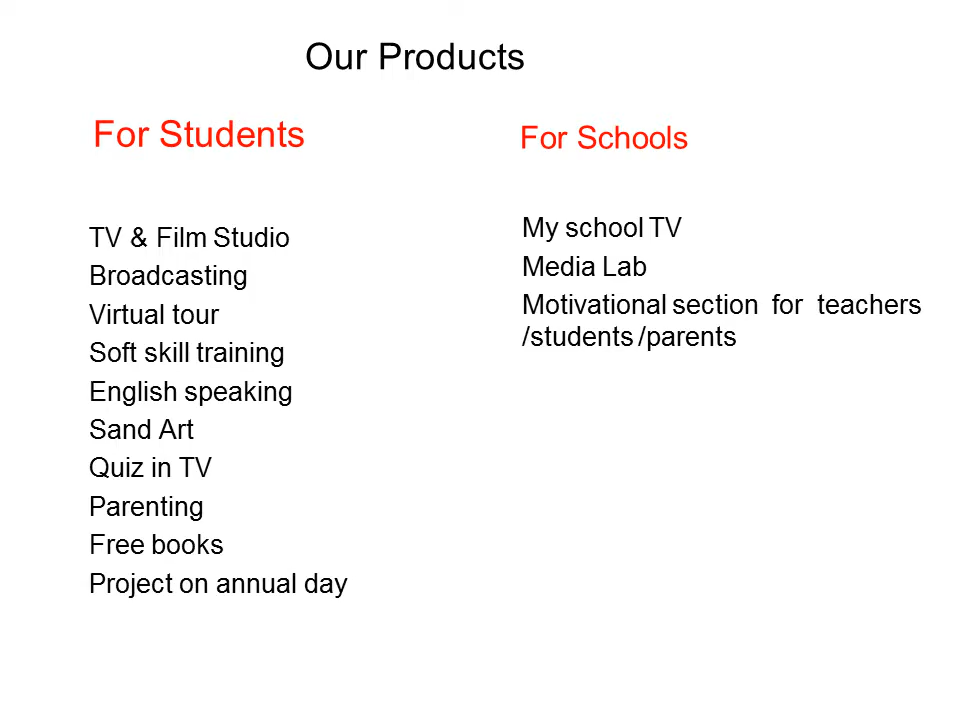 Our Products
For Students
TV & Film Studio
Broadcasting
Virtual tour
Soft skill training
English speaking
Sand Art
Quiz in TV
Parenting
Free books
Project on annual day
For Schools
My school TV
Media Lab
Motivational section for teachers
/students /parents